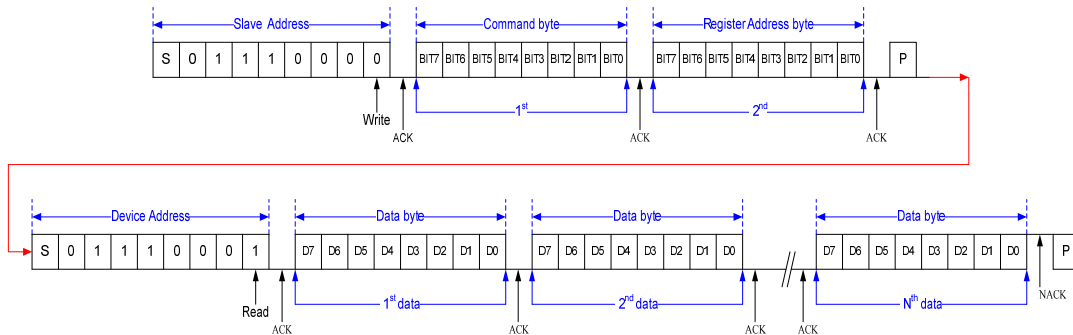 Slave Address Command byte Register Address byte
S 0 1 1 1 0 0 0 0 BIT7 BIT6 BIT5 BIT4 BIT3 BIT2 BIT1 BIT0 BIT7 BIT6 BIT5 BIT4 BIT3 BIT2 BIT1 BIT0 P
1st 2nd
Write ACK ACK ACK
Device Address Data byte Data byte Data byte
S 0 1 1 1 0 0 0 1 D7 D6 D5 D4 D3 D2 D1 D0 D7 D6 D5 D4 D3 D2 D1 D0 // D7 D6 D5 D4 D3 D2 D1 D0 P
1st data 2nd data Nth data NACK
Read ACK ACK ACK ACK